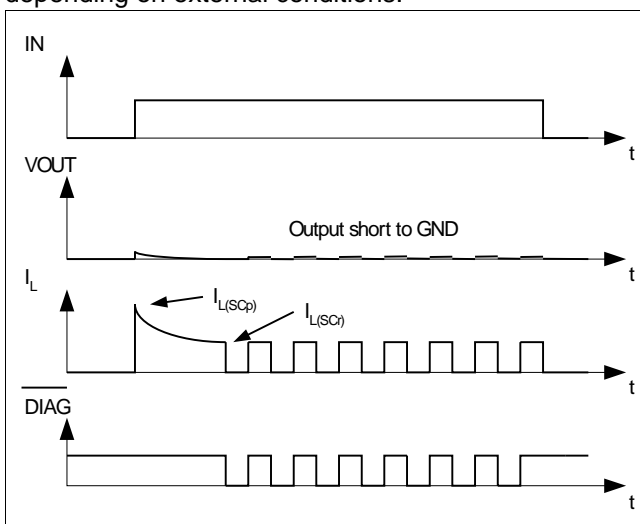 depending on external conditions.
IN
t
VOUT
Output short to GND
t
I_L
I_L(SCp)
I_L(SCr)
t
DIAG
t